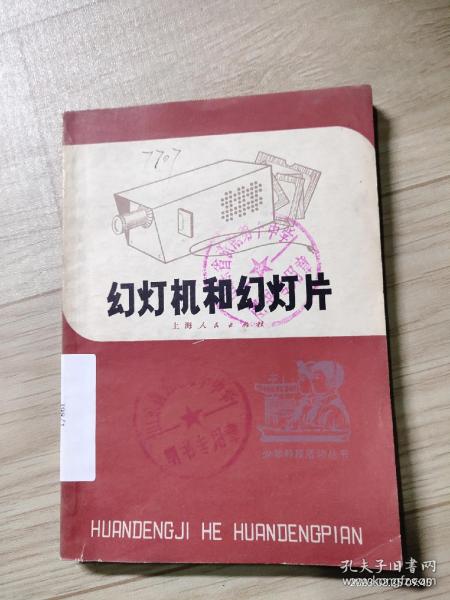 7707
幻灯机和幻灯片
上海人民出版社
少年科技活动丛书
HUANDENGJI HE HUANDENGPIAN
孔夫子旧书网